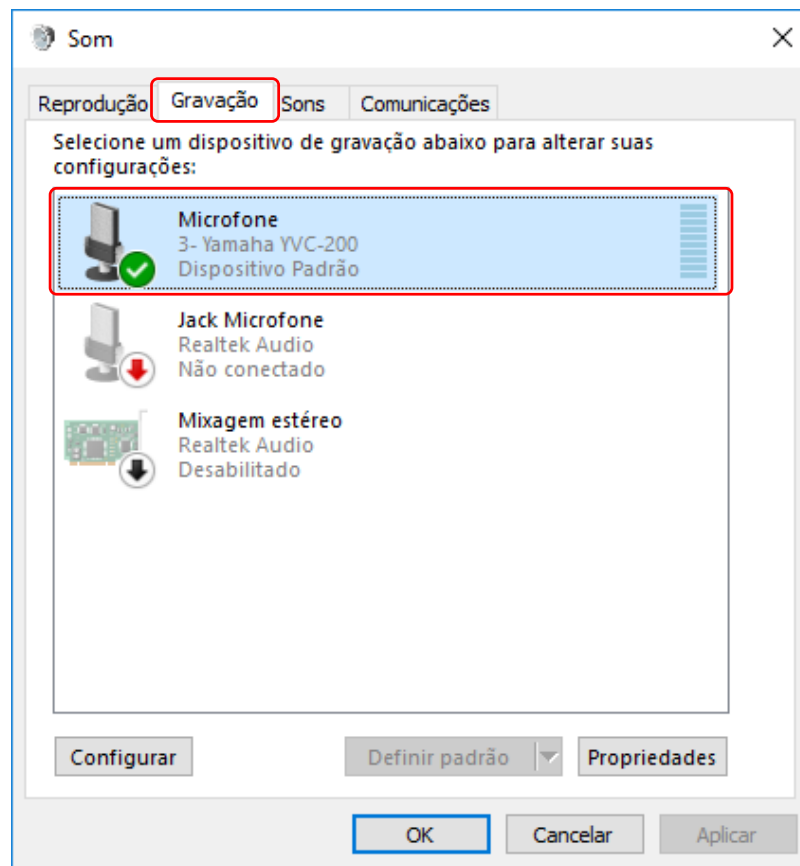 Som
Reprodução Gravação Sons Comunicações
Selecione um dispositivo de gravação abaixo para alterar suas
configurações:
Microfone
3- Yamaha YVC-200
Dispositivo Padrão
Jack Microfone
Realtek Audio
Não conectado
Mixagem estéreo
Realtek Audio
Desabilitado
Configurar Definir padrão Propriedades
OK Cancelar Aplicar